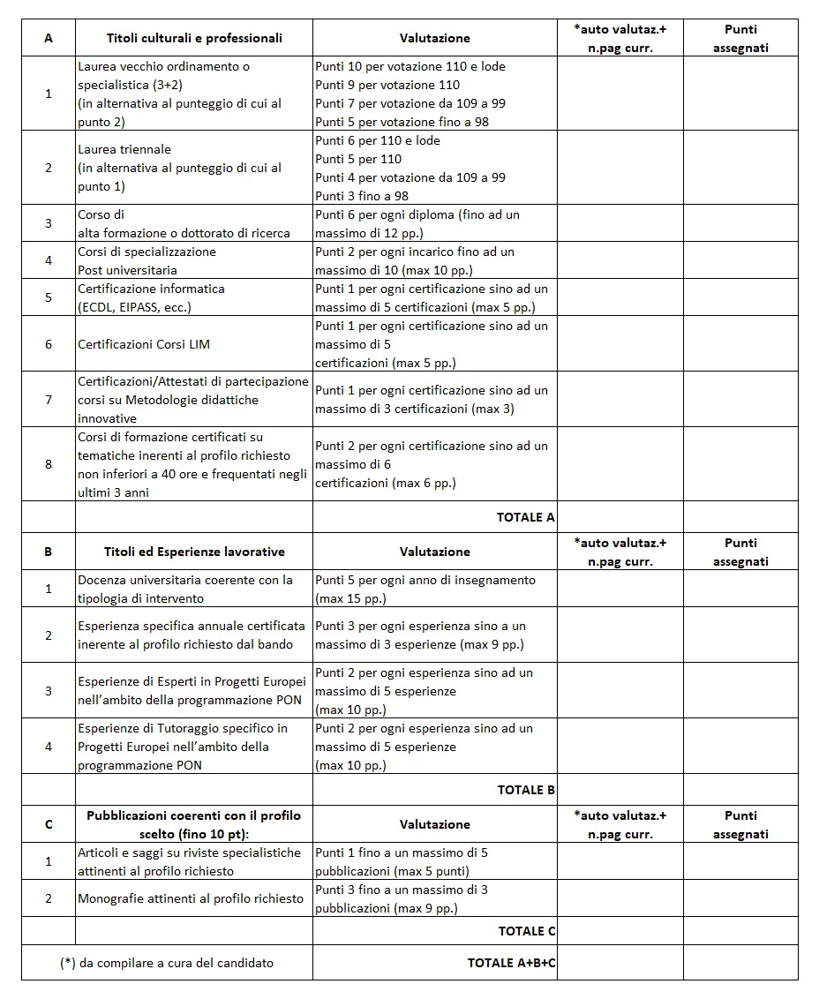 A Titoli culturali e professionali Valutazione *auto valutaz.+ n.pag curr. Punti assegnati
1
Laurea vecchio ordinamento o
specialistica (3+2)
(in alternativa al punteggio di cui al
punto 2)
Punti 10 per votazione 110 e lode
Punti 9 per votazione 110
Punti 7 per votazione da 109 a 99
Punti 5 per votazione fino a 98
2
Laurea triennale
(in alternativa al punteggio di cui al
punto 1)
Punti 6 per 110 e lode
Punti 5 per 110
Punti 4 per votazione da 109 a 99
Punti 3 fino a 98
3
Corso di
alta formazione o dottorato di ricerca
Punti 6 per ogni diploma (fino ad un
massimo di 12 pp.)
4
Corsi di specializzazione
Post universitaria
Punti 2 per ogni incarico fino ad un
massimo di 10 (max 10 pp.)
5
Certificazione informatica
(ECDL, EIPASS, ecc.)
Punti 1 per ogni certificazione sino ad un
massimo di 5 certificazioni (max 5 pp.)
6
Certificazioni Corsi LIM
Punti 1 per ogni certificazione sino ad un
massimo di 5
certificazioni (max 5 pp.)
7
Certificazioni/Attestati di partecipazione
corsi su Metodologie didattiche
innovative
Punti 1 per ogni certificazione sino ad un
massimo di 3 certificazioni (max 3)
8
Corsi di formazione certificati su
tematiche inerenti al profilo richiesto
non inferiori a 40 ore e frequentati negli
ultimi 3 anni
Punti 2 per ogni certificazione sino ad un
massimo di 6
certificazioni (max 6 pp.)
TOTALE A
B Titoli ed Esperienze lavorative Valutazione *auto valutaz.+ n.pag curr. Punti assegnati
1
Docenza universitaria coerente con la
tipologia di intervento
Punti 5 per ogni anno di insegnamento
(max 15 pp.)
2
Esperienza specifica annuale certificata
inerente al profilo richiesto dal bando
Punti 3 per ogni esperienza sino a un
massimo di 3 esperienze (max 9 pp.)
3
Esperienze di Esperti in Progetti Europei
nell’ambito della programmazione PON
Punti 2 per ogni esperienza sino ad un
massimo di 5 esperienze
(max 10 pp.)
4
Esperienze di Tutoraggio specifico in
Progetti Europei nell’ambito della
programmazione PON
Punti 2 per ogni esperienza sino ad un
massimo di 5 esperienze
(max 10 pp.)
TOTALE B
C Pubblicazioni coerenti con il profilo scelto (fino 10 pt): Valutazione *auto valutaz.+ n.pag curr. Punti assegnati
1
Articoli e saggi su riviste specialistiche
attinenti al profilo richiesto
Punti 1 fino a un massimo di 5
pubblicazioni (max 5 punti)
2
Monografie attinenti al profilo richiesto
Punti 3 fino a un massimo di 3
pubblicazioni (max 9 pp.)
TOTALE C
(*) da compilare a cura del candidato TOTALE A+B+C